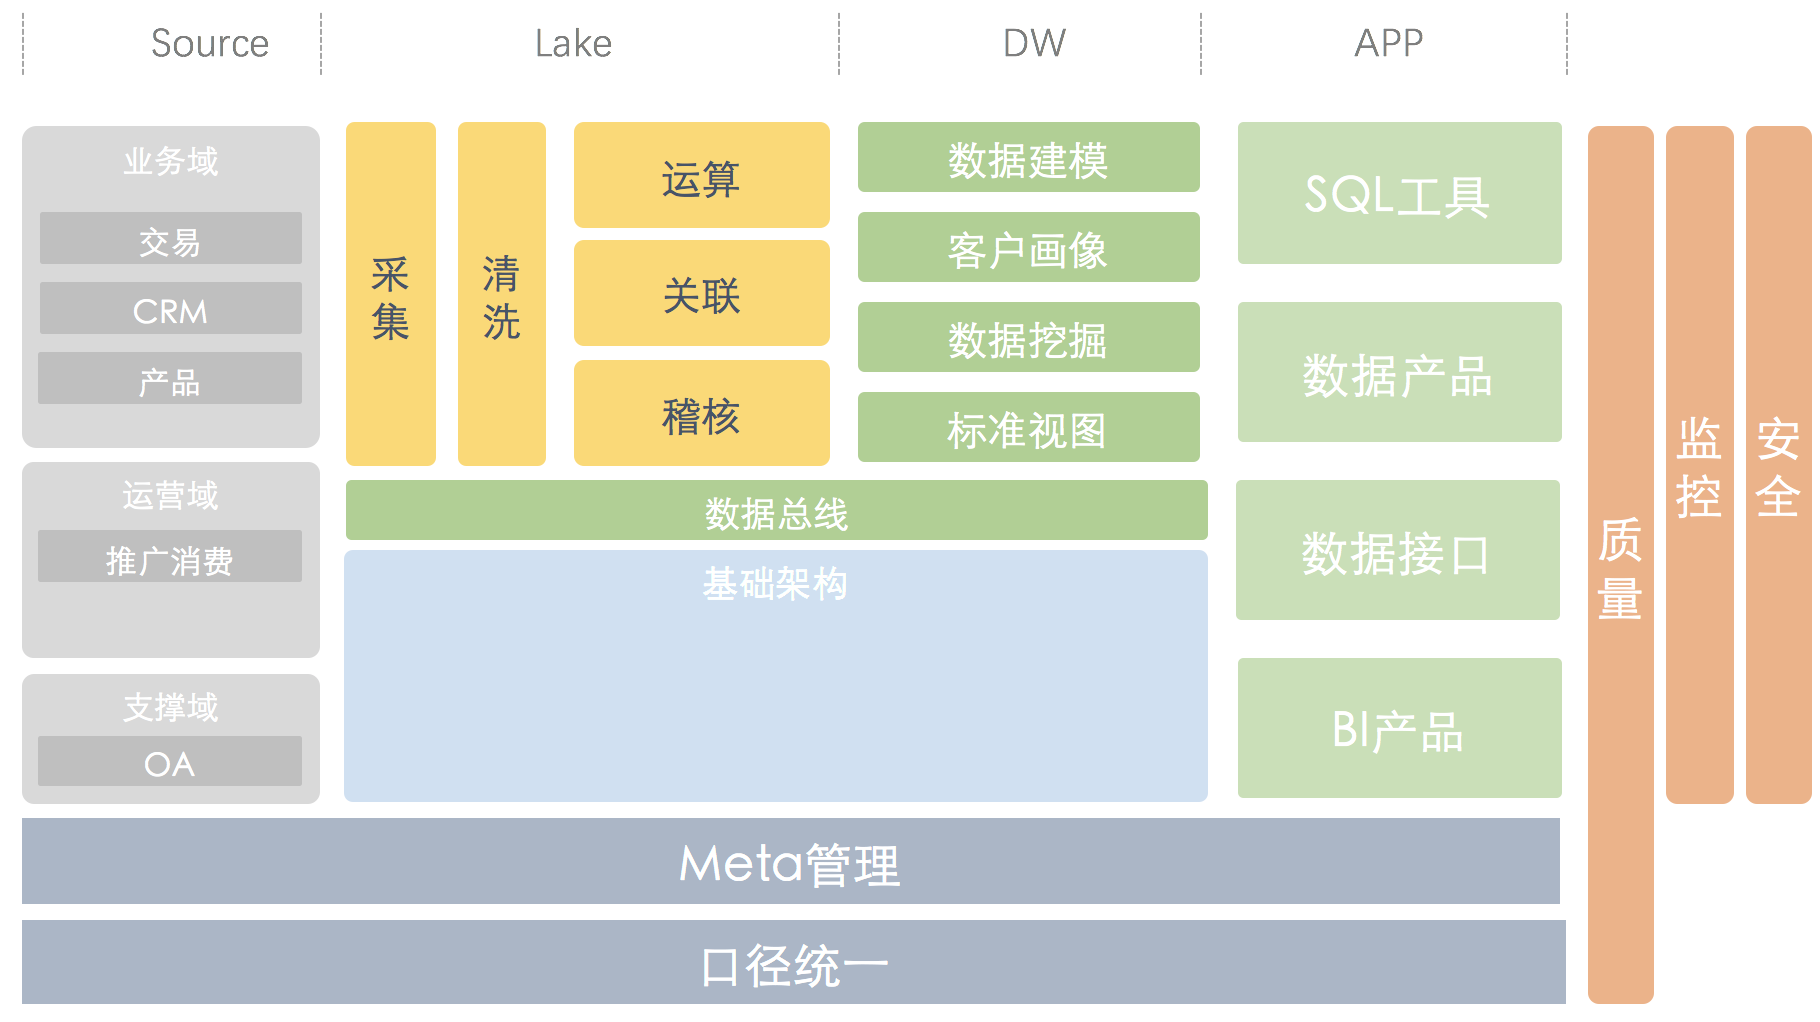 Source
Lake
DW
APP
业务域
交易
CRM
产品
运营域
推广消费
支撑域
OA
采集
清洗
运算
关联
稽核
数据建模
客户画像
数据挖掘
标准视图
数据总线
基础架构
SQL工具
数据产品
数据接口
BI产品
质量
监控
安全
Meta管理
口径统一